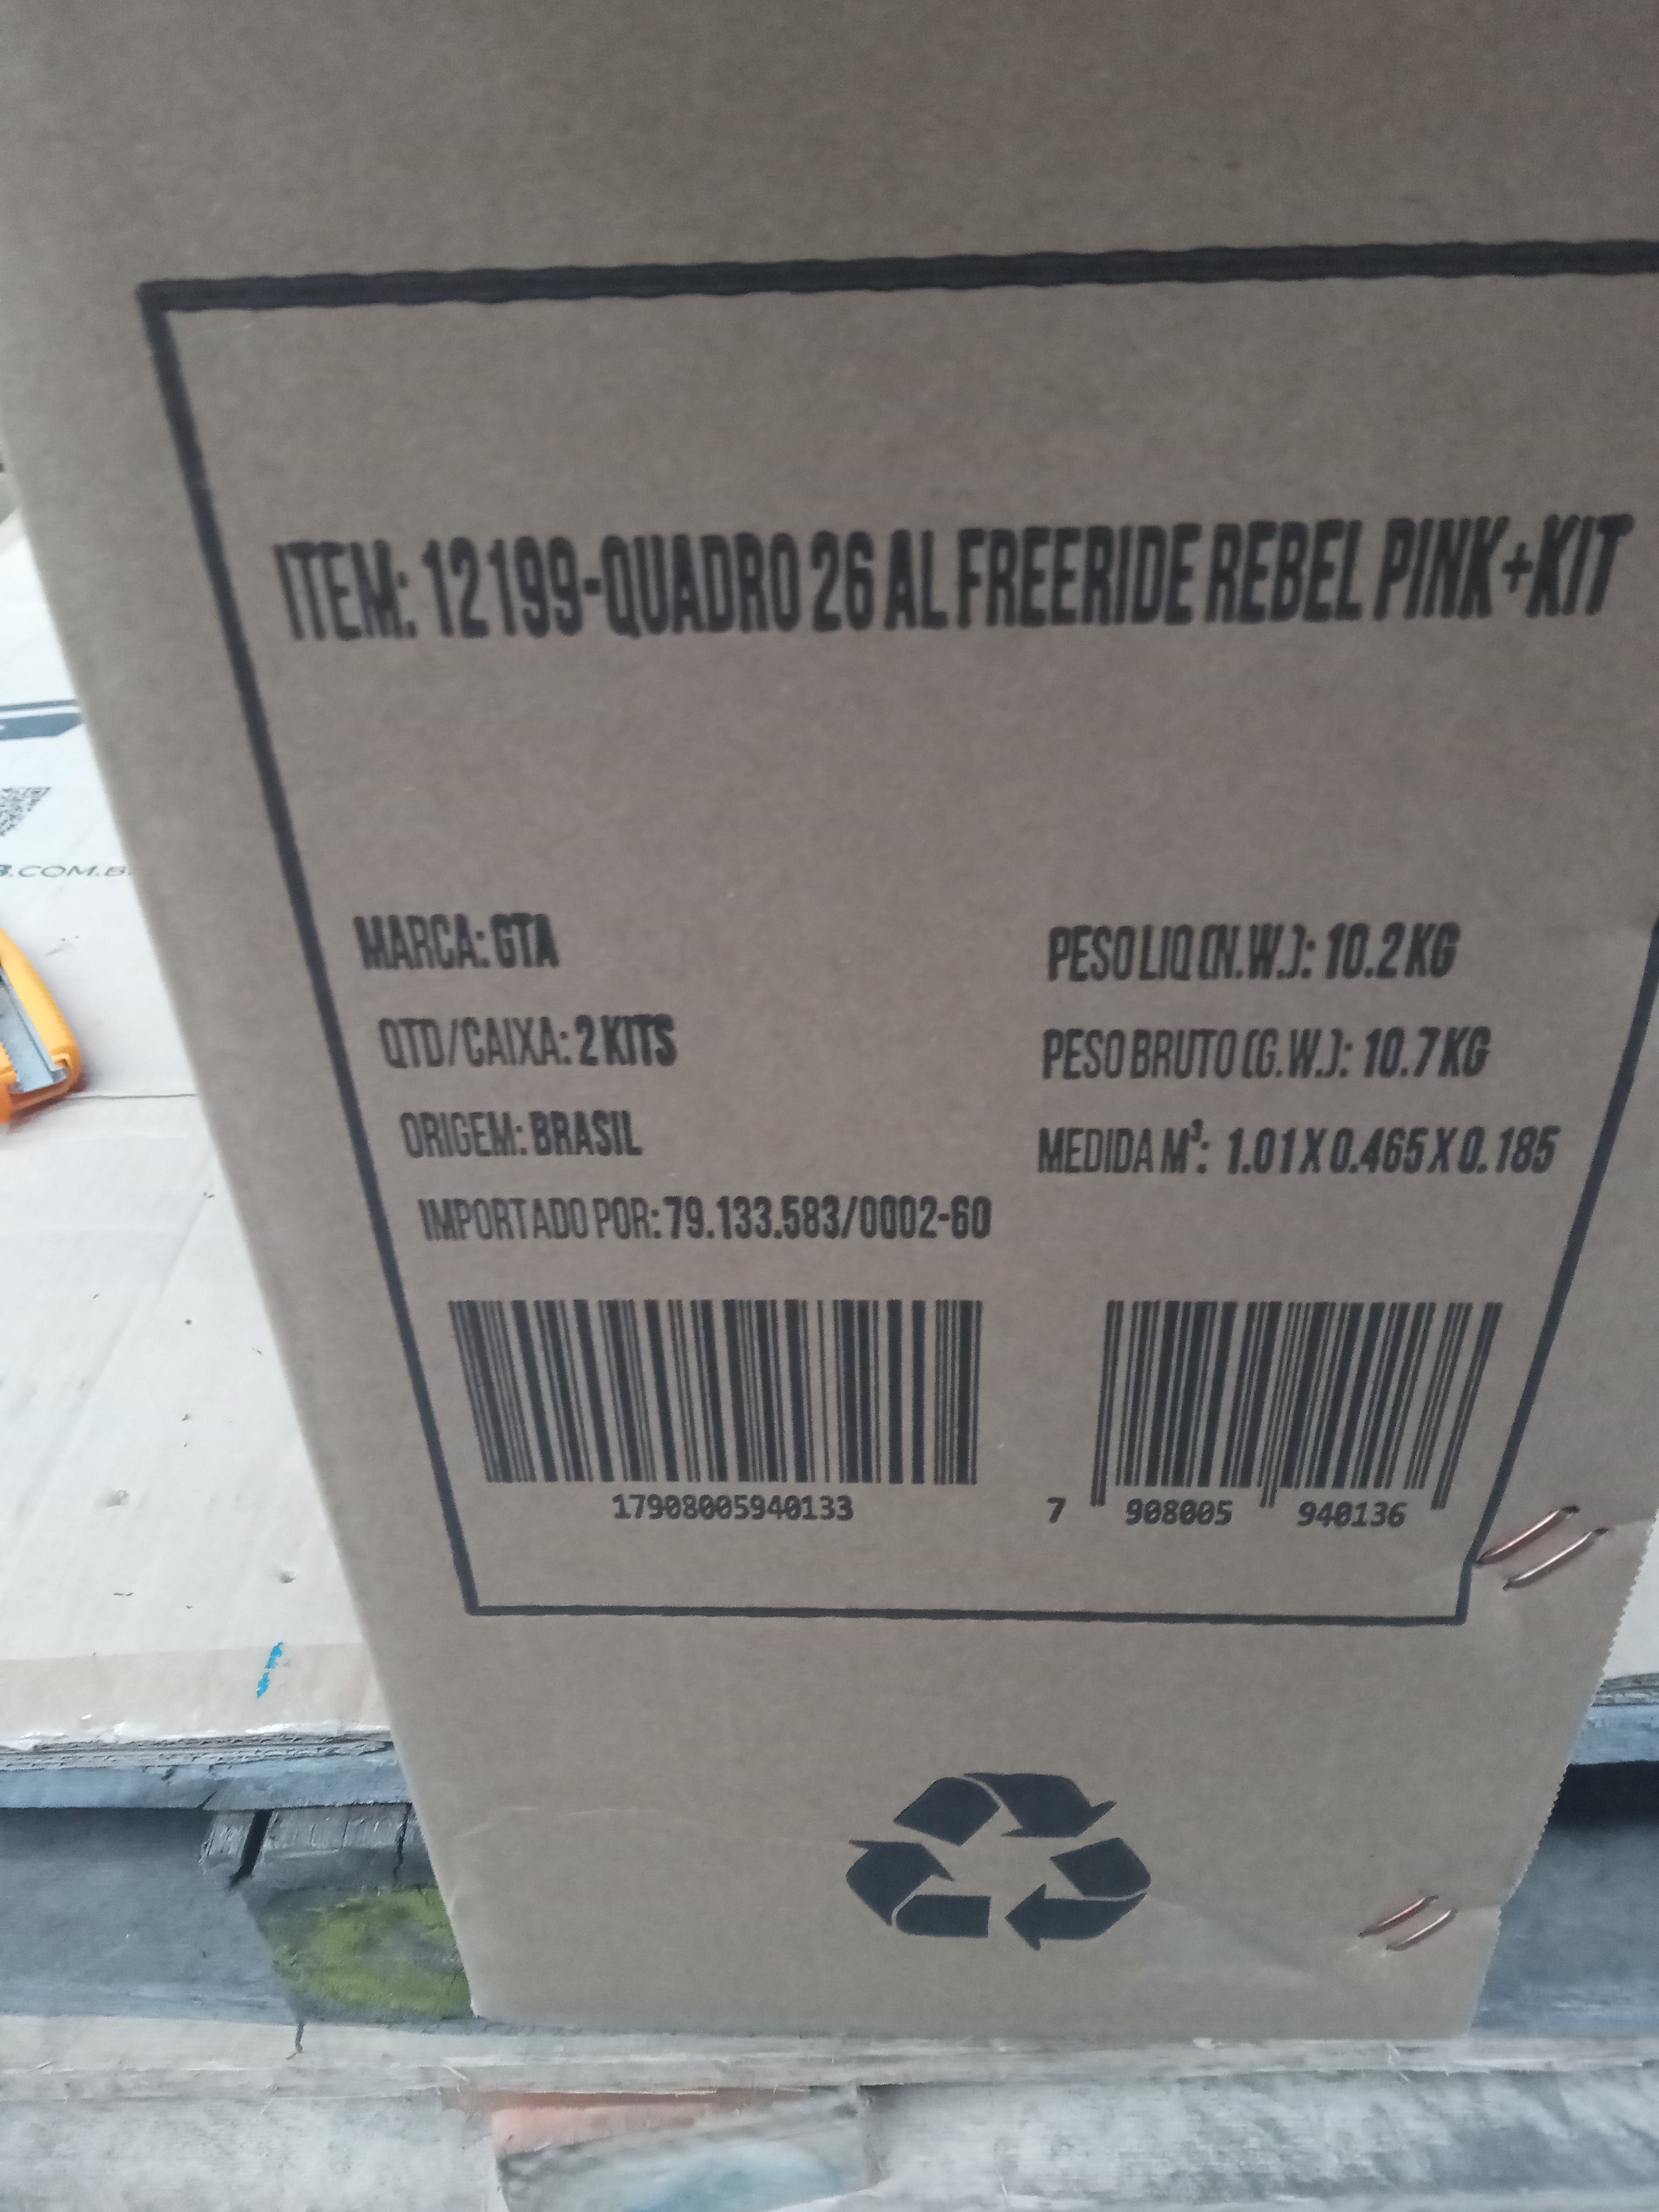 ITEM: 12199-QUADRO 26 AL FREERIDE REBEL PINK+KIT
MARCA: GTA
QTD/CAIXA: 2 KITS
ORIGEM: BRASIL
IMPORTADO POR: 79.133.583/0002-60
PESO LIQ (N.W.): 10.2 KG
PESO BRUTO (G.W.): 10.7 KG
MEDIDA M³: 1.01 X 0.465 X 0.185
17908005940133
7 908005 940136
.COM.B